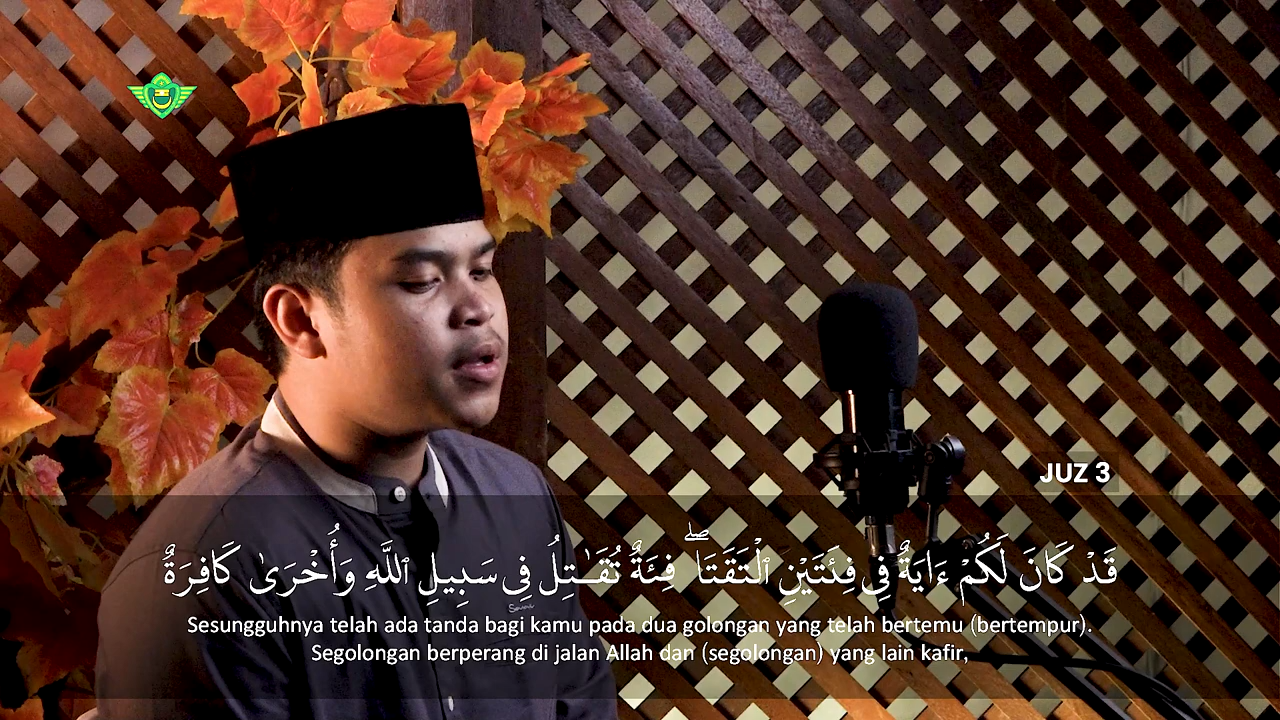 JUZ 3
قَدْ كَانَ لَكُمْ ءَايَةٌ فِى فِئَتَيْنِ ٱلْتَقَتَا ۖ فِئَةٌ تُقَـٰتِلُ فِى سَبِيلِ ٱللَّهِ وَأُخْرَىٰ كَافِرَةٌ
Sesungguhnya telah ada tanda bagi kamu pada dua golongan yang telah bertemu (bertempur).
Segolongan berperang di jalan Allah dan (segolongan) yang lain kafir,